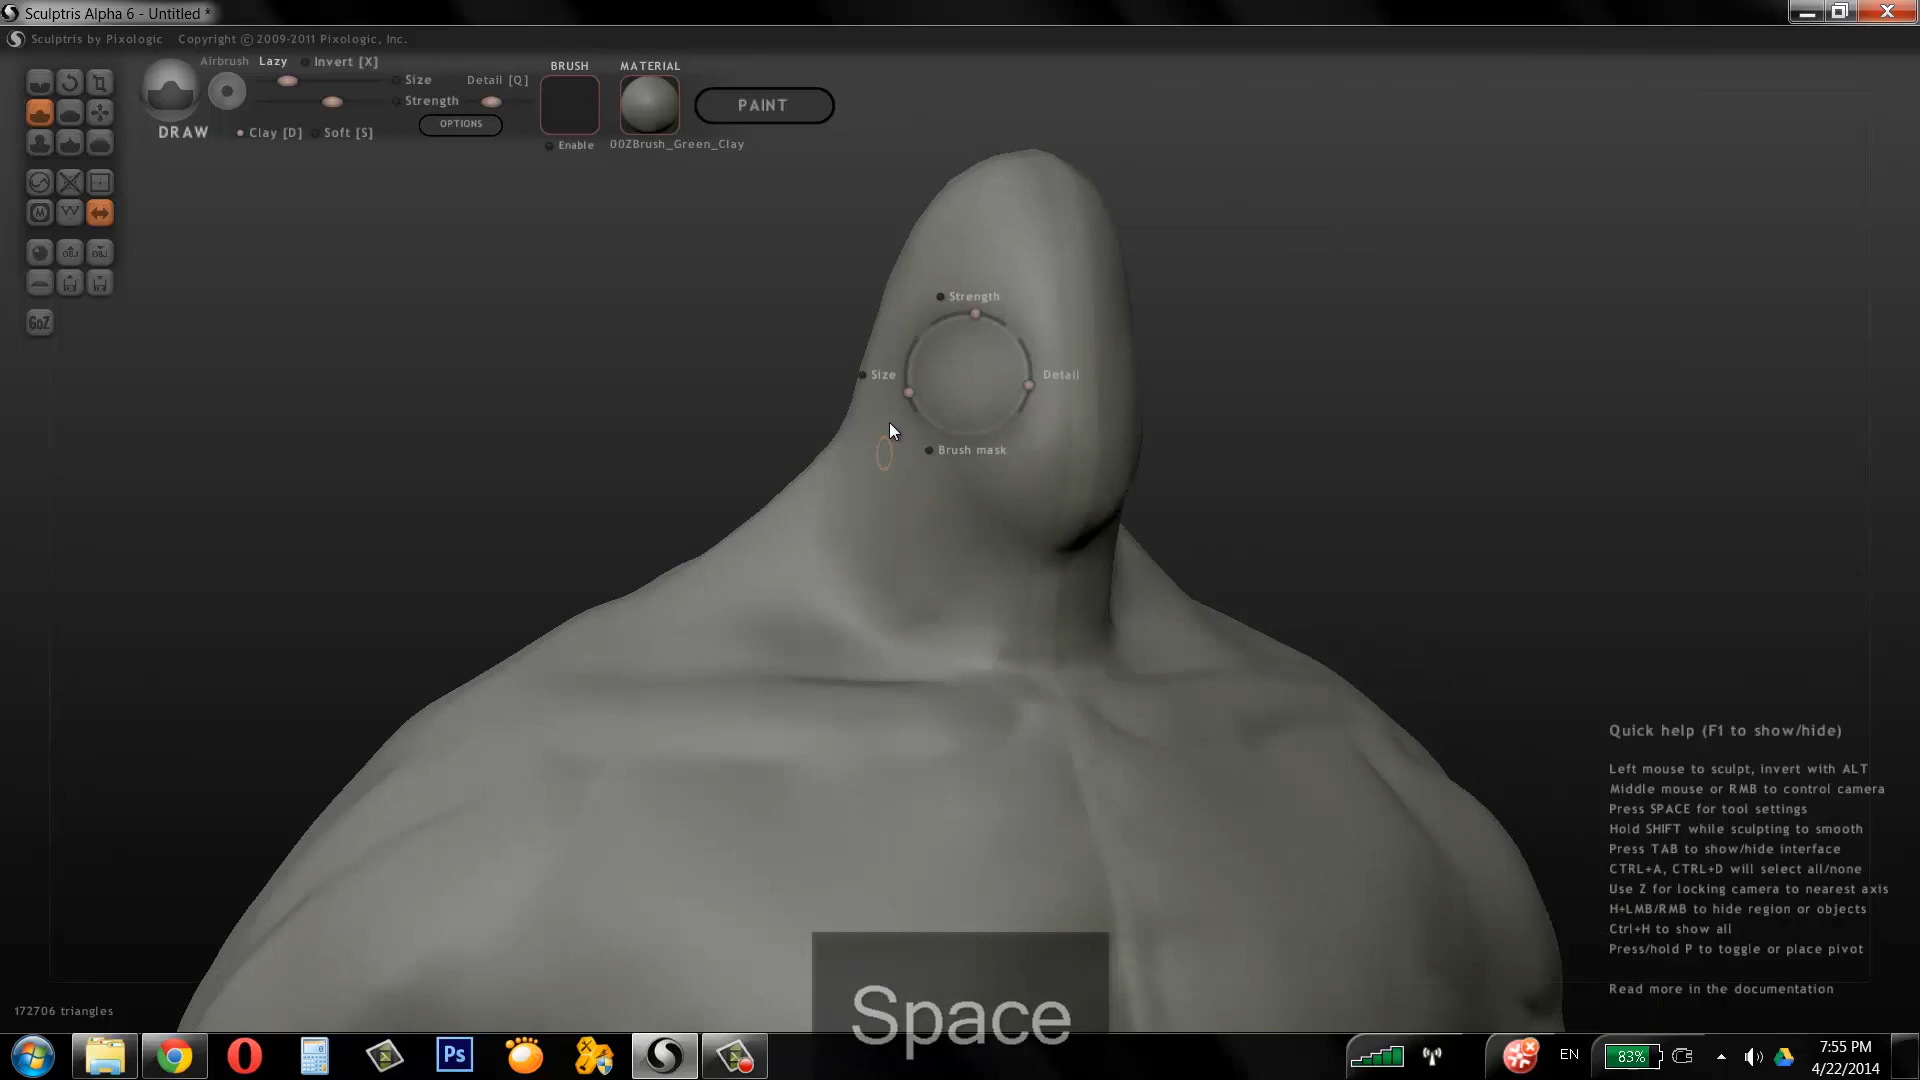 Sculptris Alpha 6 - Untitled *
Sculptris by Pixologic Copyright © 2009-2011 Pixologic, Inc.
Airbrush Lazy Invert [X]
Size Detail [Q]
Strength
OPTIONS
DRAW
Clay [D] Soft [S]
BRUSH
Enable
MATERIAL
00ZBrush_Green_Clay
PAINT
OBJ OBJ
GoZ
Strength
Size
Detail
Brush mask
Quick help (F1 to show/hide)
Left mouse to sculpt, invert with ALT
Middle mouse or RMB to control camera
Press SPACE for tool settings
Hold SHIFT while sculpting to smooth
Press TAB to show/hide interface
CTRL+A, CTRL+D will select all/none
Use Z for locking camera to nearest axis
H+LMB/RMB to hide region or objects
Ctrl+H to show all
Press/hold P to toggle or place pivot
Read more in the documentation
Space
172706 triangles
Ps
EN
83%
7:55 PM
4/22/2014